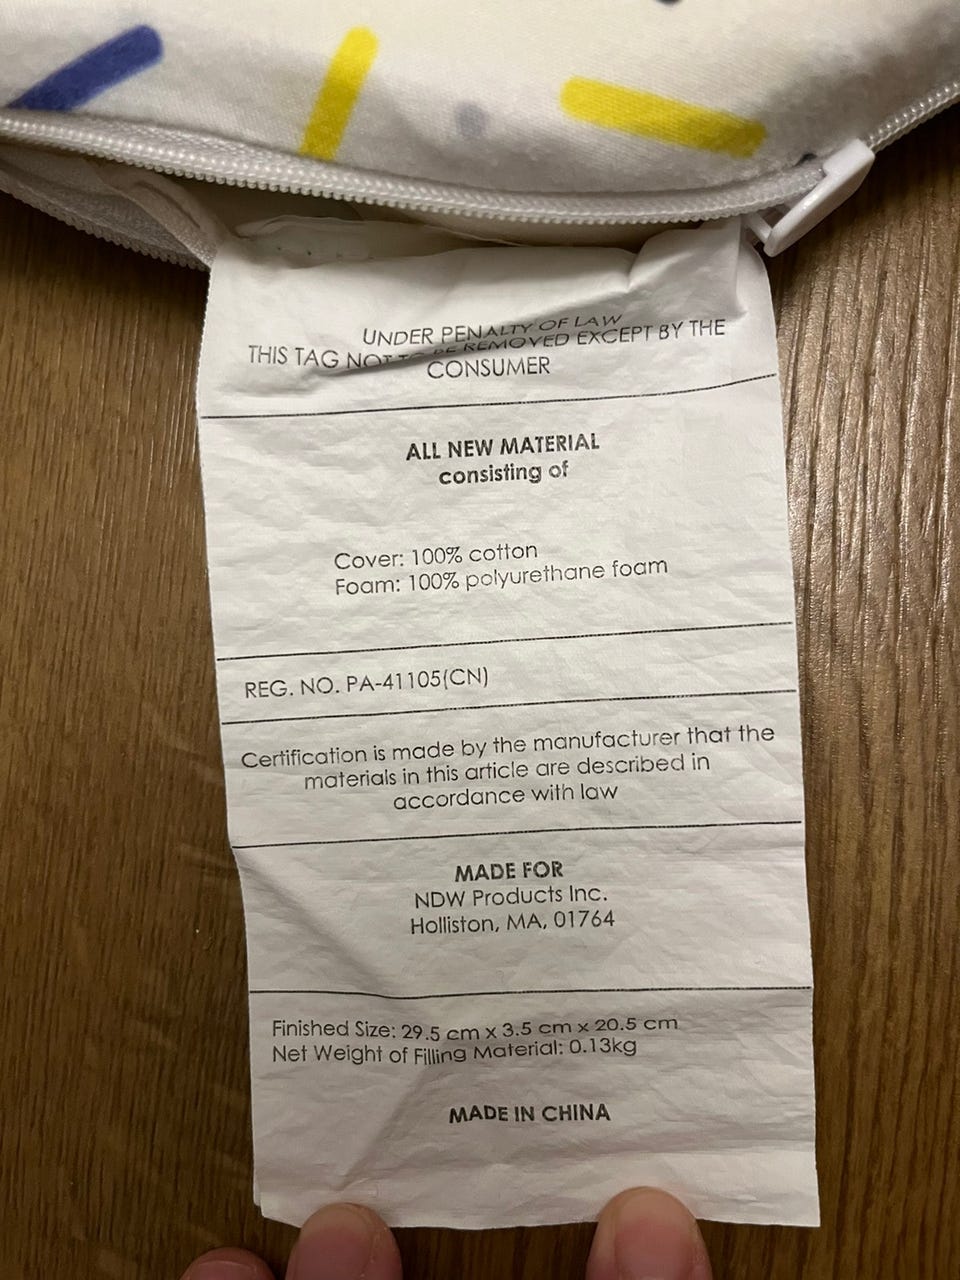 UNDER PENALTY OF LAW
THIS TAG NOT TO BE REMOVED EXCEPT BY THE
CONSUMER
ALL NEW MATERIAL
consisting of
Cover: 100% cotton
Foam: 100% polyurethane foam
REG. NO. PA-41105(CN)
Certification is made by the manufacturer that the
materials in this article are described in
accordance with law
MADE FOR
NDW Products Inc.
Holliston, MA, 01764
Finished Size: 29.5 cm x 3.5 cm x 20.5 cm
Net Weight of Filling Material: 0.13kg
MADE IN CHINA